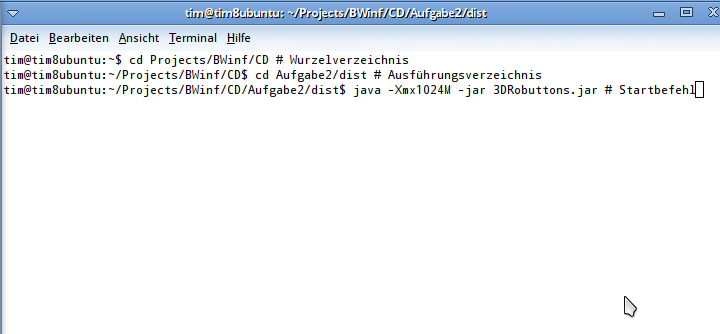 tim@tim8ubuntu: ~/Projects/BWinf/CD/Aufgabe2/dist
Datei Bearbeiten Ansicht Terminal Hilfe
tim@tim8ubuntu:~$ cd Projects/BWinf/CD # Wurzelverzeichnis
tim@tim8ubuntu:~/Projects/BWinf/CD$ cd Aufgabe2/dist # Ausführungsverzeichnis
tim@tim8ubuntu:~/Projects/BWinf/CD/Aufgabe2/dist$ java -Xmx1024M -jar 3DRobuttons.jar # Startbefehl